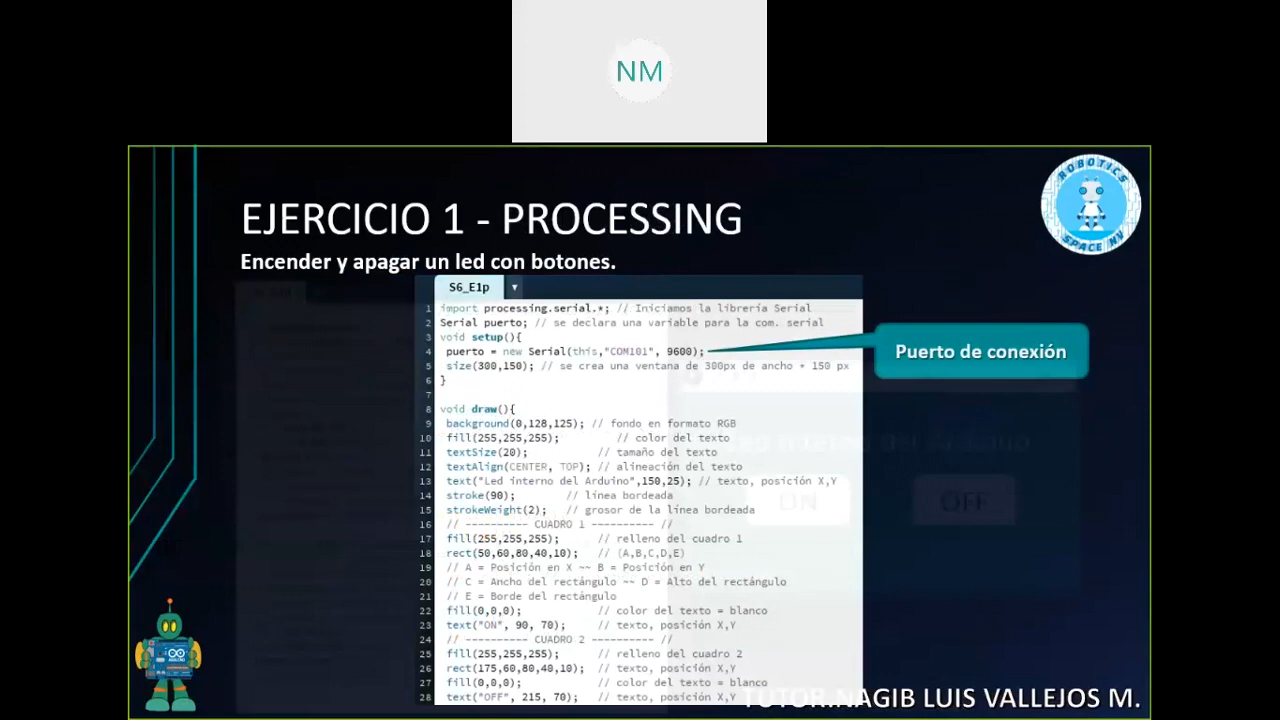 NM
ROBOTICS
SPACE NV
EJERCICIO 1 - PROCESSING
Encender y apagar un led con botones.
S6_E1p
1 import processing.serial.*; // Iniciamos la librería Serial
2 Serial puerto; // se declara una variable para la com. serial
3 void setup(){
4 puerto = new Serial(this,"COM101", 9600);
5 size(300,150); // se crea una ventana de 300px de ancho * 150 px
6 }
7
8 void draw(){
9 background(0,128,125); // fondo en formato RGB
10 fill(255,255,255); // color del texto
11 textSize(20); // tamaño del texto
12 textAlign(CENTER, TOP); // alineación del texto
13 text("Led interno del Arduino",150,25); // texto, posición X,Y
14 stroke(90); // línea bordeada
15 strokeWeight(2); // grosor de la línea bordeada
16 // ---------- CUADRO 1 ---------- //
17 fill(255,255,255); // relleno del cuadro 1
18 rect(50,60,80,40,10); // (A,B,C,D,E)
19 // A = Posición en X ~~ B = Posición en Y
20 // C = Ancho del rectángulo ~~ D = Alto del rectángulo
21 // E = Borde del rectángulo
22 fill(0,0,0); // color del texto = blanco
23 text("ON", 90, 70); // texto, posición X,Y
24 // ---------- CUADRO 2 ---------- //
25 fill(255,255,255); // relleno del cuadro 2
26 rect(175,60,80,40,10); // texto, posición X,Y
27 fill(0,0,0); // color del texto = blanco
28 text("OFF", 215, 70); // texto, posición X,Y
Puerto de conexión
del Arduino
ON
OFF
ARDUINO
TUTOR:NAGIB LUIS VALLEJOS M.